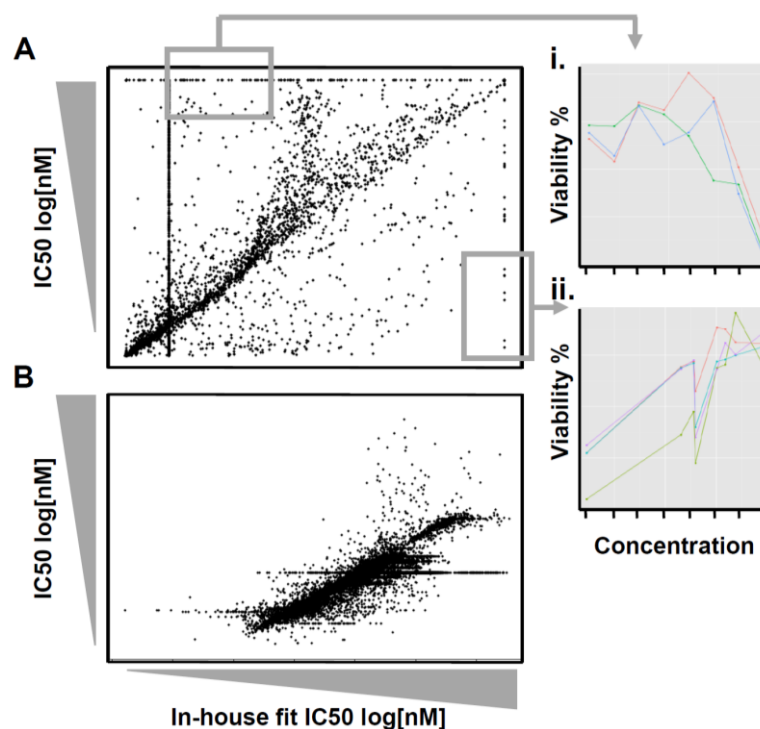 A
IC50 log[nM]
i.
Viability %
ii.
Viability %
Concentration
B
IC50 log[nM]
In-house fit IC50 log[nM]